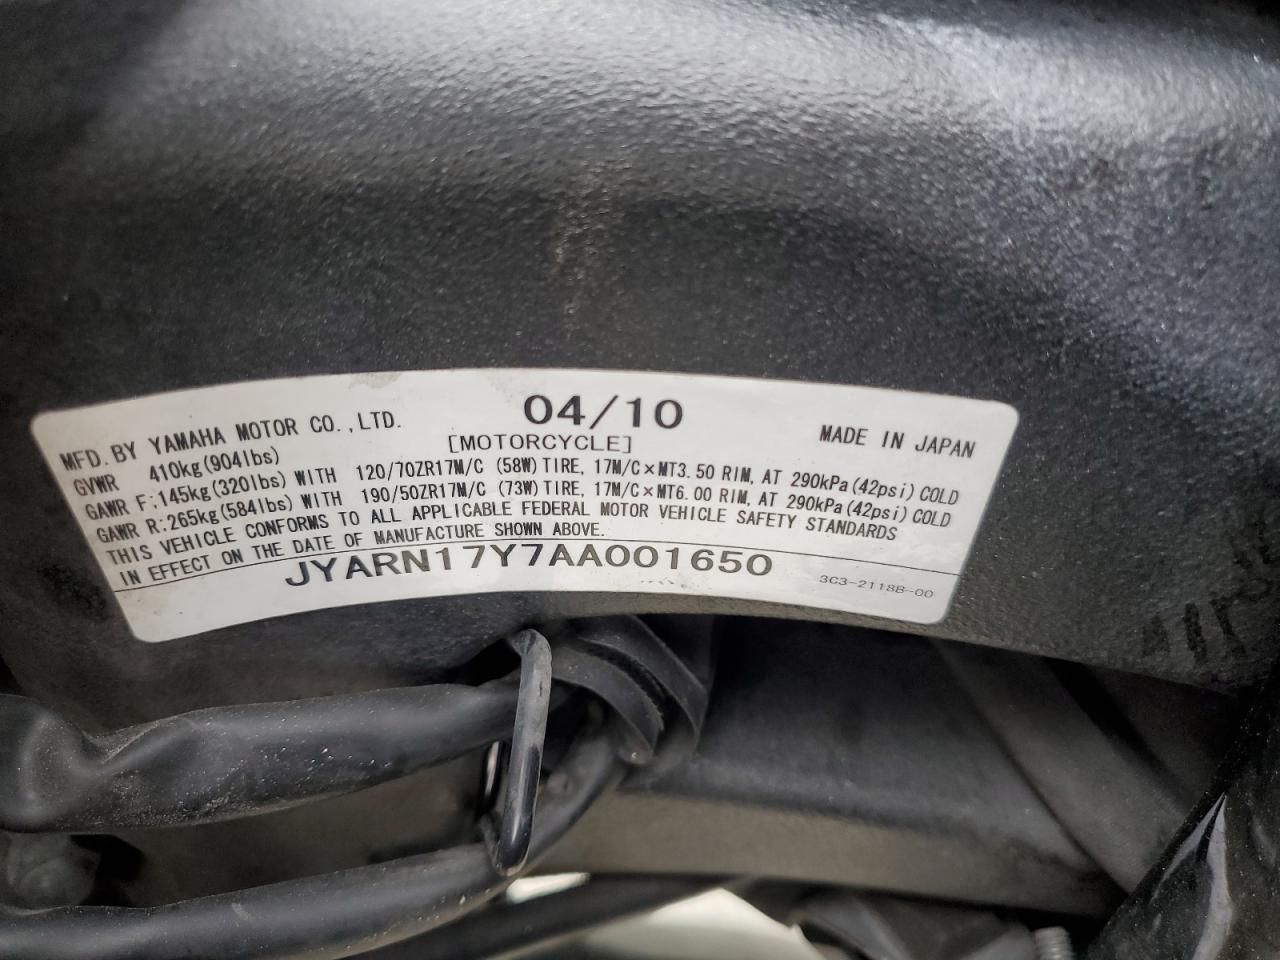 04/10
MFD. BY YAMAHA MOTOR CO.,LTD.
[MOTORCYCLE]
MADE IN JAPAN
GVWR 410kg(904lbs)
GAWR F:145kg(320lbs) WITH 120/70ZR17M/C (58W)TIRE, 17M/C×MT3.50 RIM, AT 290kPa(42psi)COLD
GAWR R:265kg(584lbs) WITH 190/50ZR17M/C (73W)TIRE, 17M/C×MT6.00 RIM, AT 290kPa(42psi)COLD
THIS VEHICLE CONFORMS TO ALL APPLICABLE FEDERAL MOTOR VEHICLE SAFETY STANDARDS
IN EFFECT ON THE DATE OF MANUFACTURE SHOWN ABOVE.
JYARN17Y7AA001650
3C3-2118B-00